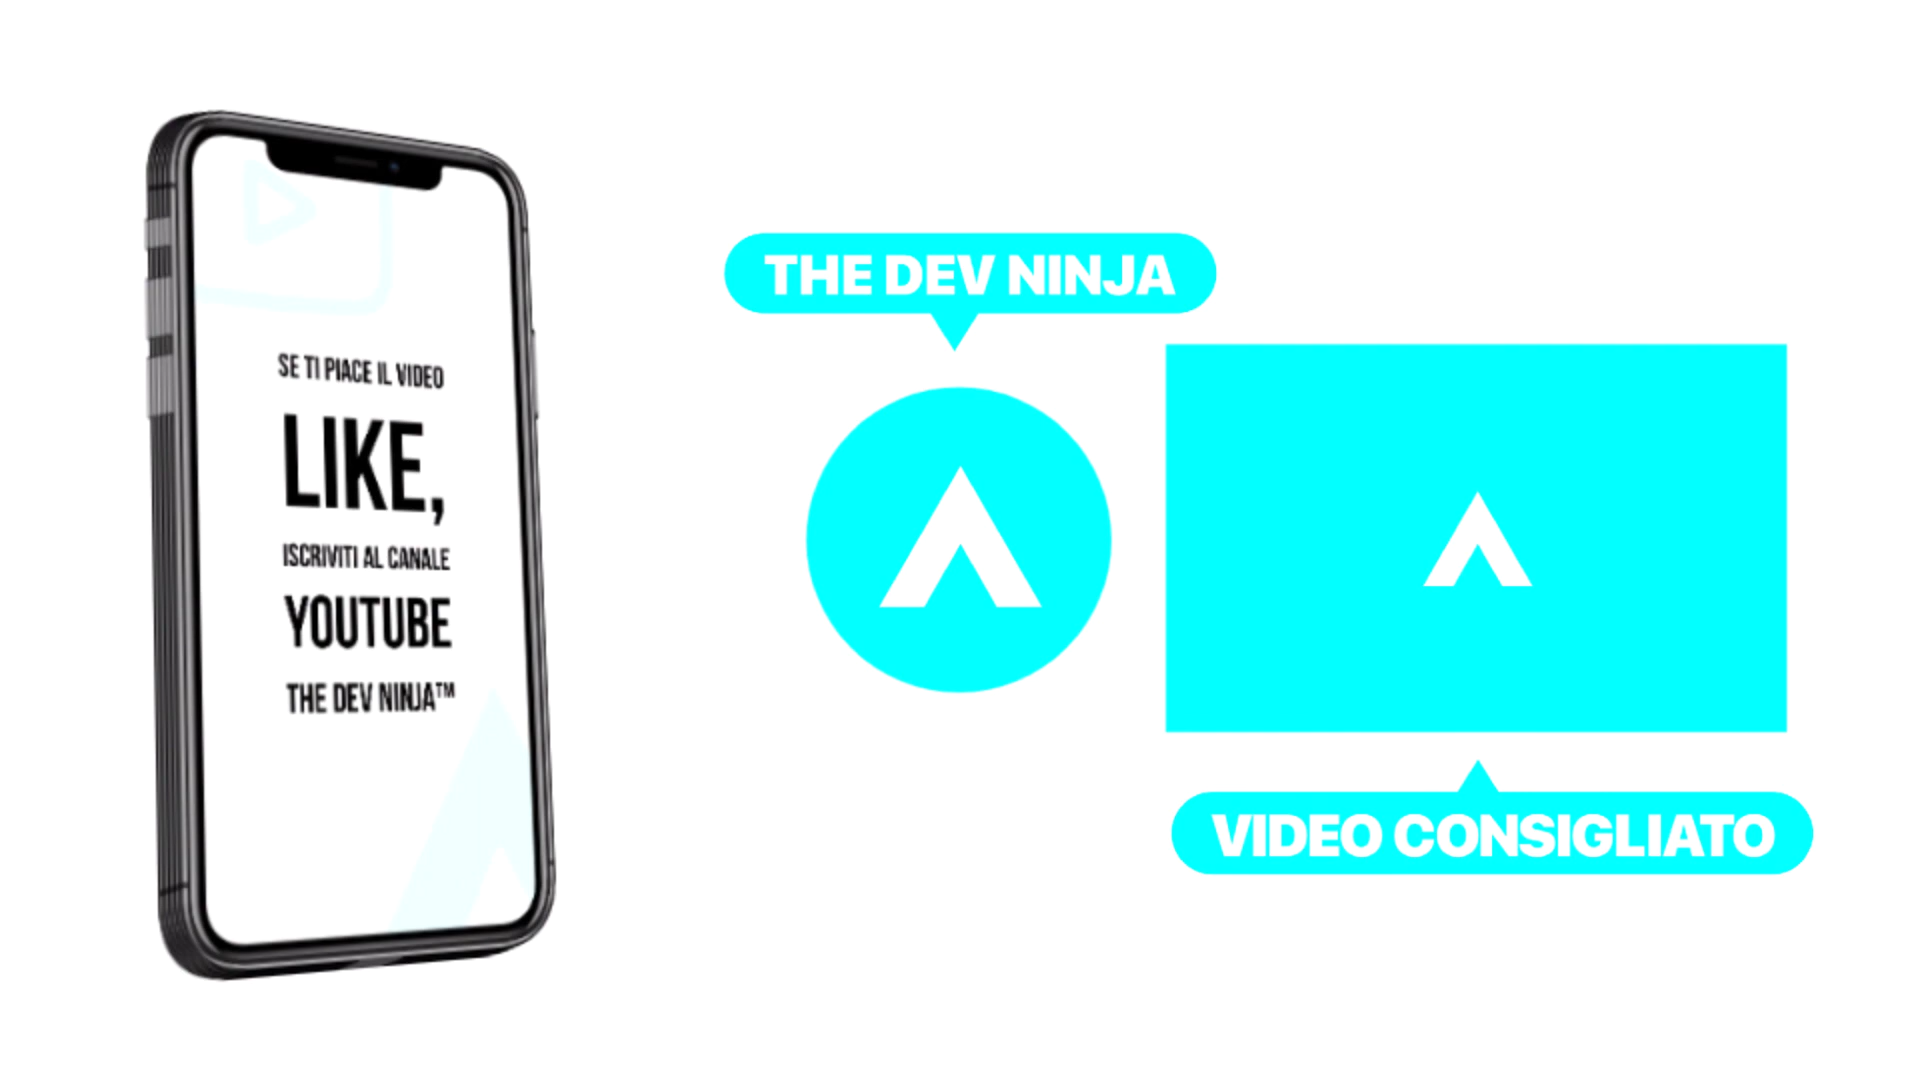 SE TI PIACE IL VIDEO
LIKE,
ISCRIVITI AL CANALE
YOUTUBE
THE DEV NINJA™
THE DEV NINJA
VIDEO CONSIGLIATO